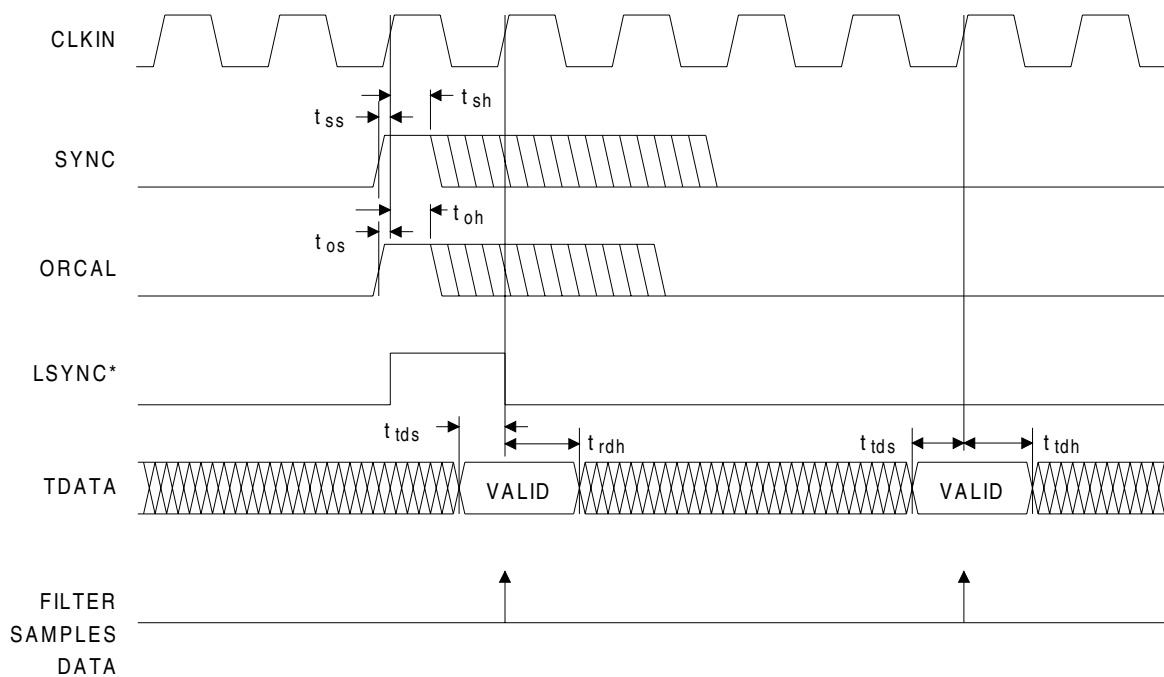 CLKIN
t sh
t ss
SYNC
t oh
t os
ORCAL
LSYNC*
t tds
t rdh
t tds
t tdh
TDATA
VALID
VALID
FILTER
SAMPLES
DATA